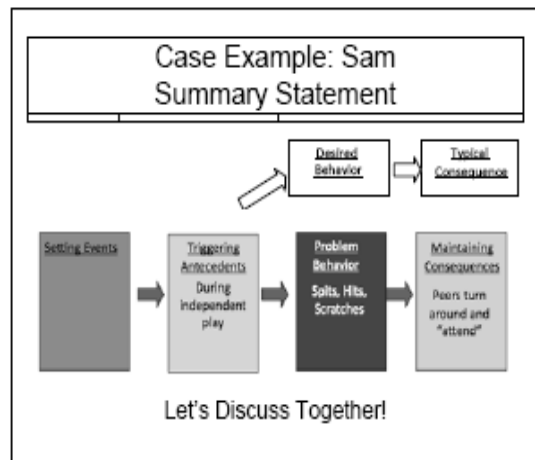 Case Example: Sam
Summary Statement
Desired
Behavior
Typical
Consequence
Setting Events
Triggering
Antecedents
During
independent
play
Problem
Behavior
Spits, Hits,
Scratches
Maintaining
Consequences
Peers turn
around and
"attend"
Let's Discuss Together!